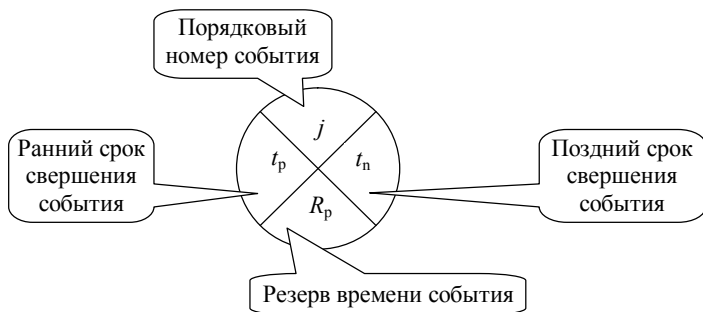 Порядковый
номер события
j
Ранний срок
свершения
события
tр
tп
Поздний срок
свершения
события
Rр
Резерв времени события